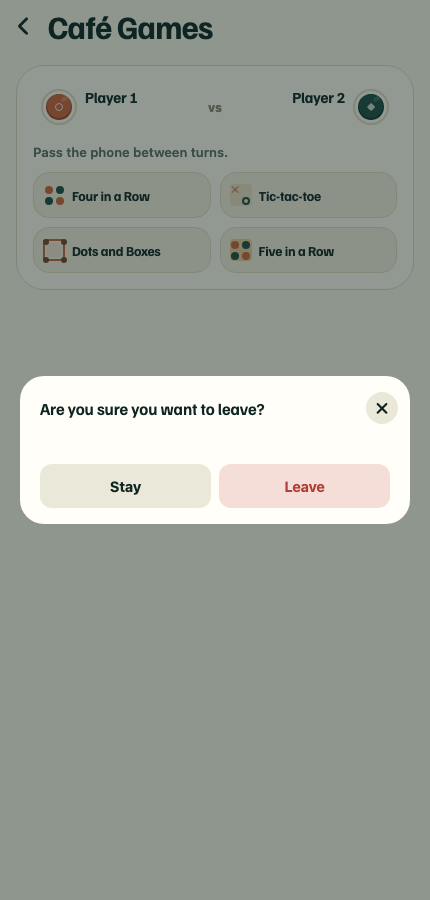 Café Games
Player 1
vs
Player 2
Pass the phone between turns.
Four in a Row
Tic-tac-toe
Dots and Boxes
Five in a Row
Are you sure you want to leave?
Stay
Leave